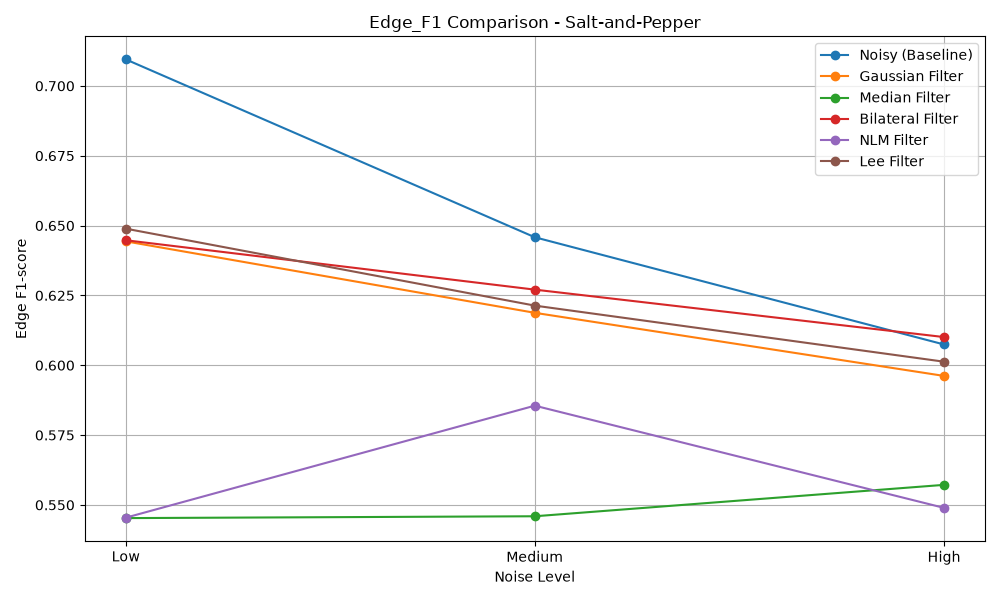 Edge_F1 Comparison - Salt-and-Pepper
Noisy (Baseline)
Gaussian Filter
Median Filter
Bilateral Filter
NLM Filter
Lee Filter
Edge F1-score
0.700
0.675
0.650
0.625
0.600
0.575
0.550
Low
Medium
High
Noise Level